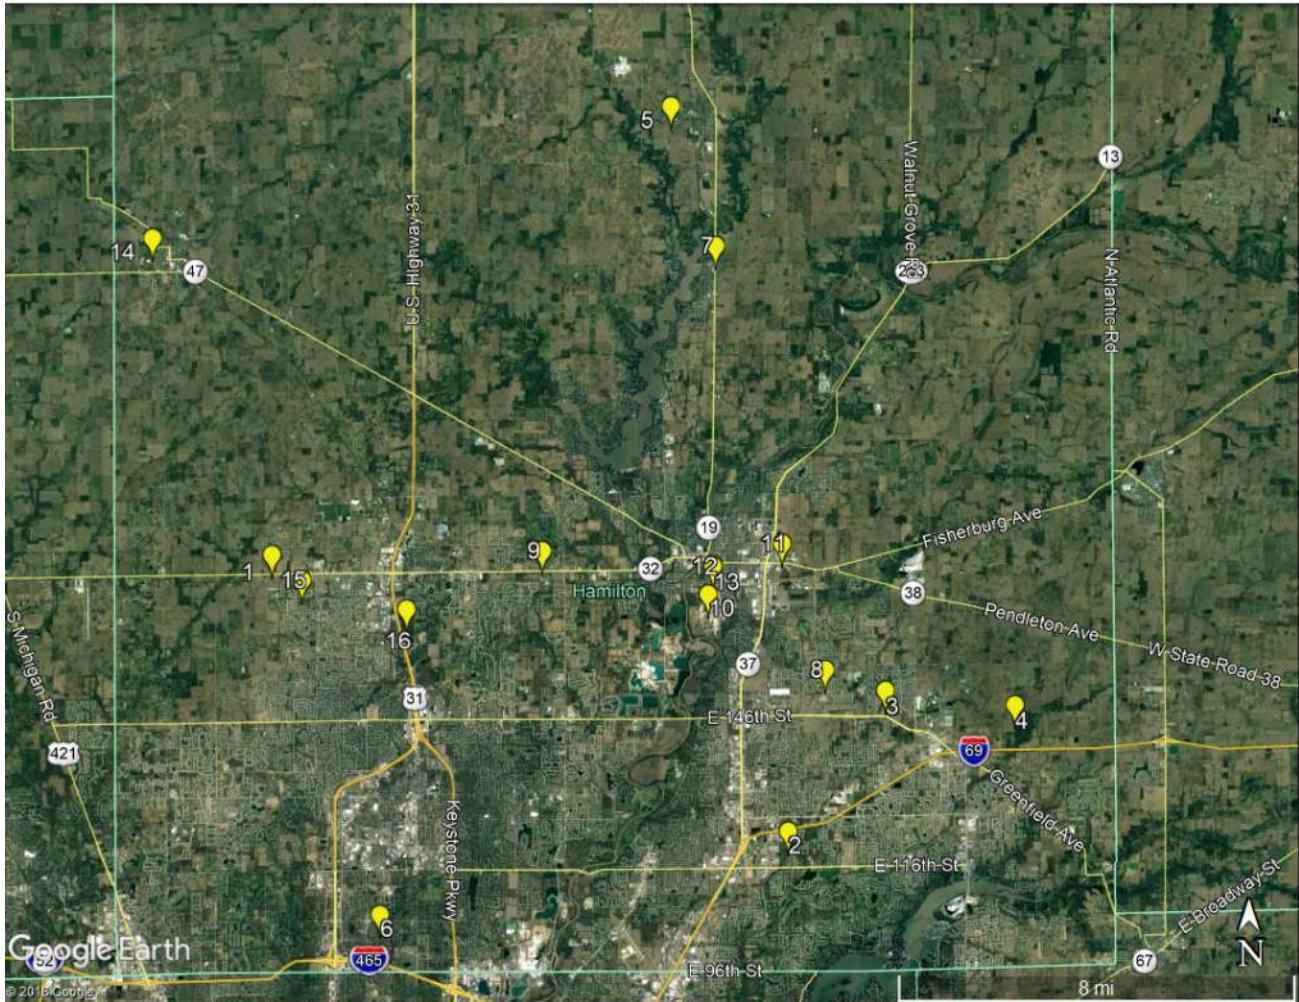 5
13
Walnut Grove
U-S-Highway 31
7
14
47
N Atlantic Rd
19
Fisherburg Ave
11
9
1
32
12
15
13
Hamilton
38
10
16
Pendleton Ave
W State Road 38
S Michigan Rd
37
8
31
3
4
E 146th St
421
69
Greenfield Ave
Keystone Pkwy
2
E 116th St
6
E Broadway St
Google Earth
N
465
E 96th St
67
8 mi